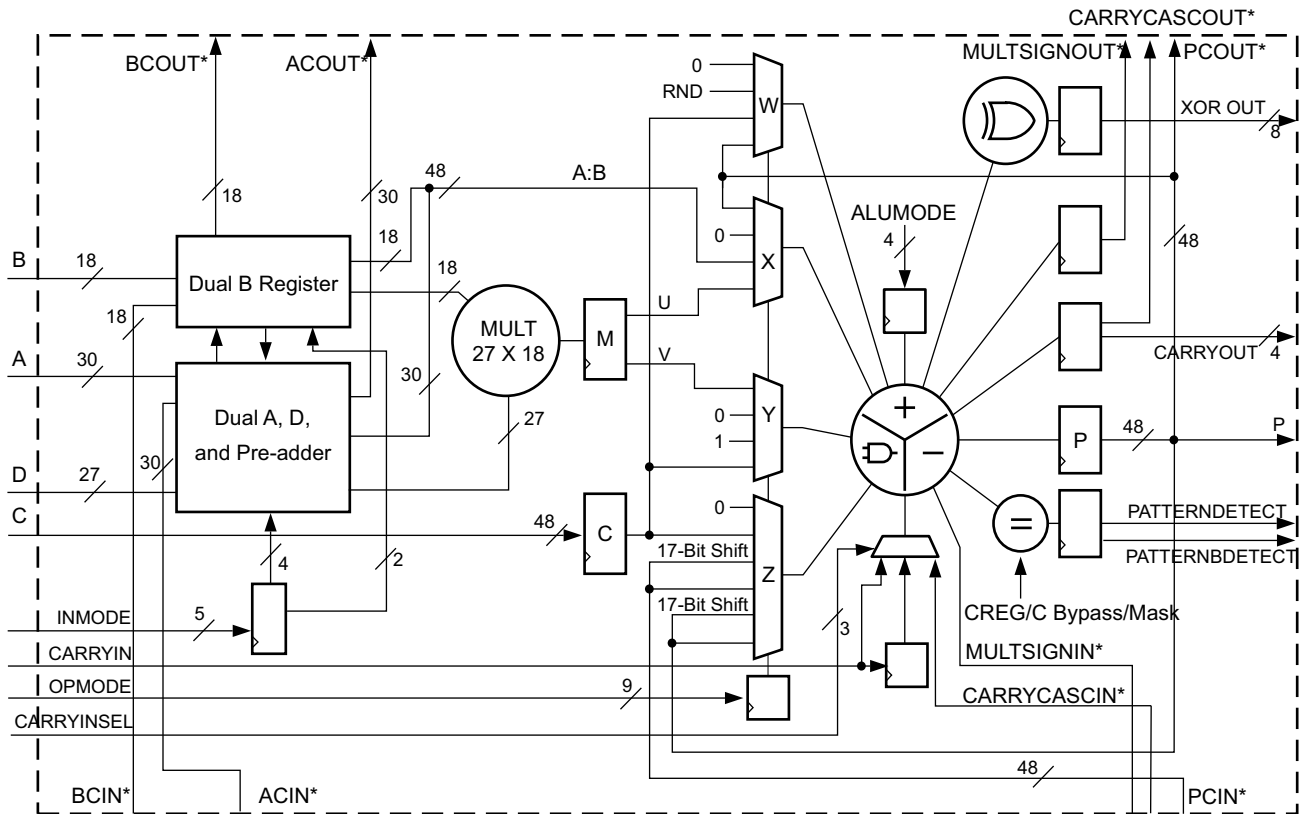 CARRYCASCOUT*
BCOUT*
ACOUT*
MULTSIGNOUT*
PCOUT*
0
RND
W
XOR OUT
8
48
A:B
18
30
18
ALUMODE
4
48
0
X
B
18
Dual B Register
18
18
MULT
27 X 18
M
U
V
A
30
30
CARRYOUT
4
Dual A, D,
and Pre-adder
27
0
1
Y
+
−
P
48
P
D
27
30
C
48
C
0
17-Bit Shift
Z
17-Bit Shift
=
PATTERNDETECT
PATTERNBDETECT
4
2
3
CREG/C Bypass/Mask
INMODE
5
CARRYIN
MULTSIGNIN*
OPMODE
9
CARRYCASCIN*
CARRYINSEL
48
BCIN*
ACIN*
PCIN*